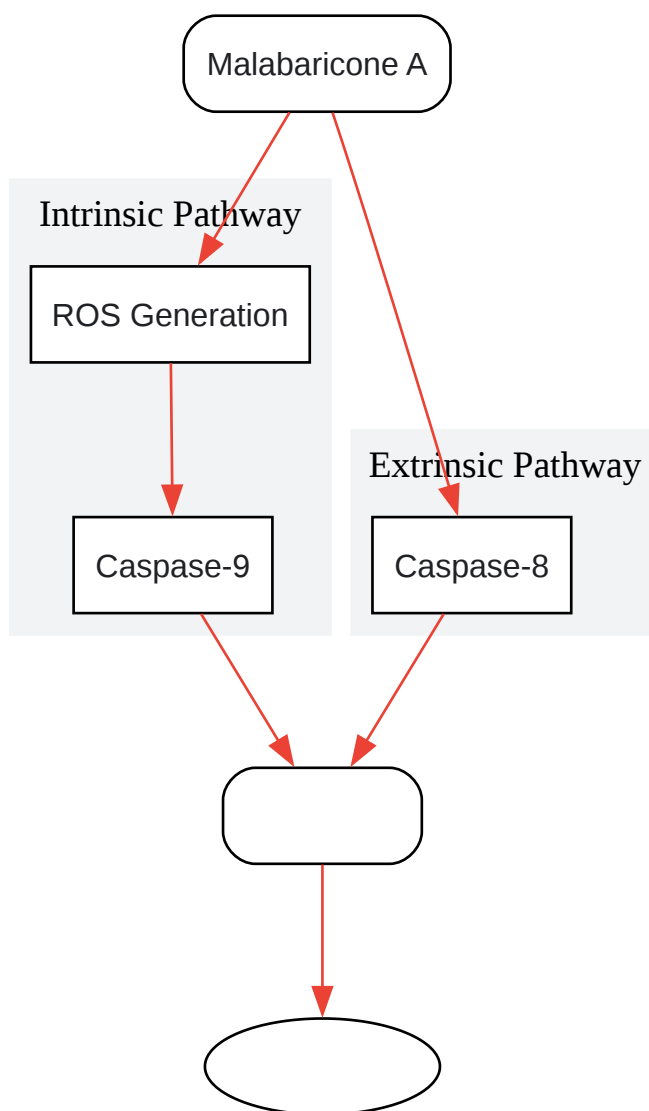 Malabaricone A
Intrinsic Pathway
ROS Generation
Extrinsic Pathway
Caspase-9
Caspase-8